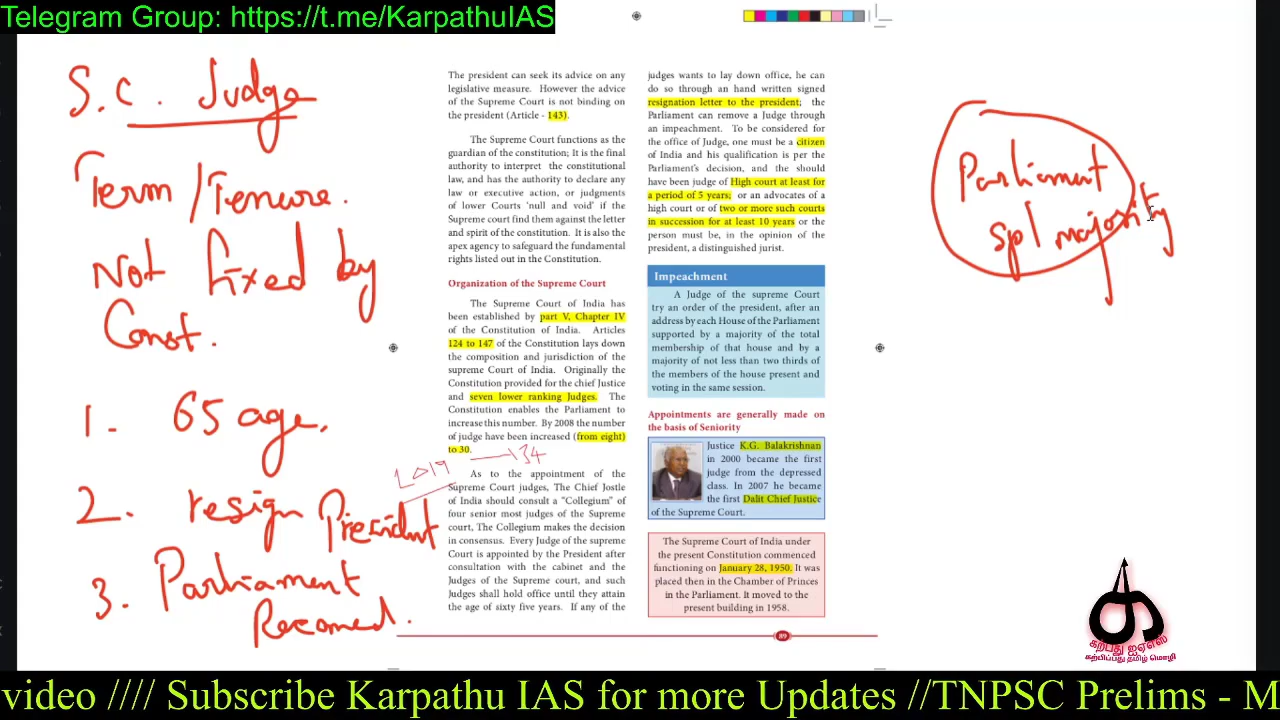 Telegram Group: https://t.me/KarpathuIAS
S.C. Judge
Term/Tenure.
Not fixed by
Const.
1. 65 age,
2. resign President
3. Parliament
Recomed.
The president can seek its advice on any
legislative measure. However the advice
of the Supreme Court is not binding on
the president (Article - 143).
The Supreme Court functions as the
guardian of the constitution; It is the final
authority to interpret the constitutional
law, and has the authority to declare any
law or executive action, or judgments
of lower Courts 'null and void' if the
Supreme court find them against the letter
and spirit of the constitution. It is also the
apex agency to safeguard the fundamental
rights listed out in the Constitution.
Organization of the Supreme Court
The Supreme Court of India has
been established by part V, Chapter IV
of the Constitution of India. Articles
124 to 147 of the Constitution lays down
the composition and jurisdiction of the
supreme Court of India. Originally the
Constitution provided for the chief Justice
and seven lower ranking Judges. The
Constitution enables the Parliament to
increase this number. By 2008 the number
of judge have been increased (from eight)
to 30.
2019 134
As to the appointment of the
Supreme Court judges, The Chief Jostle
of India should consult a "Collegium" of
four senior most judges of the Supreme
court, The Collegium makes the decision
in consensus. Every Judge of the supreme
Court is appointed by the President after
consultation with the cabinet and the
Judges of the Supreme court, and such
Judges shall hold office until they attain
the age of sixty five years. If any of the
judges wants to lay down office, he can
do so through an hand written signed
resignation letter to the president; the
Parliament can remove a Judge through
an impeachment. To be considered for
the office of Judge, one must be a citizen
of India and his qualification is per the
Parliament's decision, and the should
have been judge of High court at least for
a period of 5 years; or an advocates of a
high court or of two or more such courts
in succession for at least 10 years or the
person must be, in the opinion of the
president, a distinguished jurist.
Impeachment
A Judge of the supreme Court
try an order of the president, after an
address by each House of the Parliament
supported by a majority of the total
membership of that house and by a
majority of not less than two thirds of
the members of the house present and
voting in the same session.
Appointments are generally made on
the basis of Seniority
Justice K.G. Balakrishnan
in 2000 became the first
judge from the depressed
class. In 2007 he became
the first Dalit Chief Justice
of the Supreme Court.
The Supreme Court of India under
the present Constitution commenced
functioning on January 28, 1950. It was
placed then in the Chamber of Princes
in the Parliament. It moved to the
present building in 1958.
89
Parliament
spl majority
கற்பது ஐஏஎஸ்
கற்பிப்பது தமிழ் மொழி
video //// Subscribe Karpathu IAS for more Updates //TNPSC Prelims - M